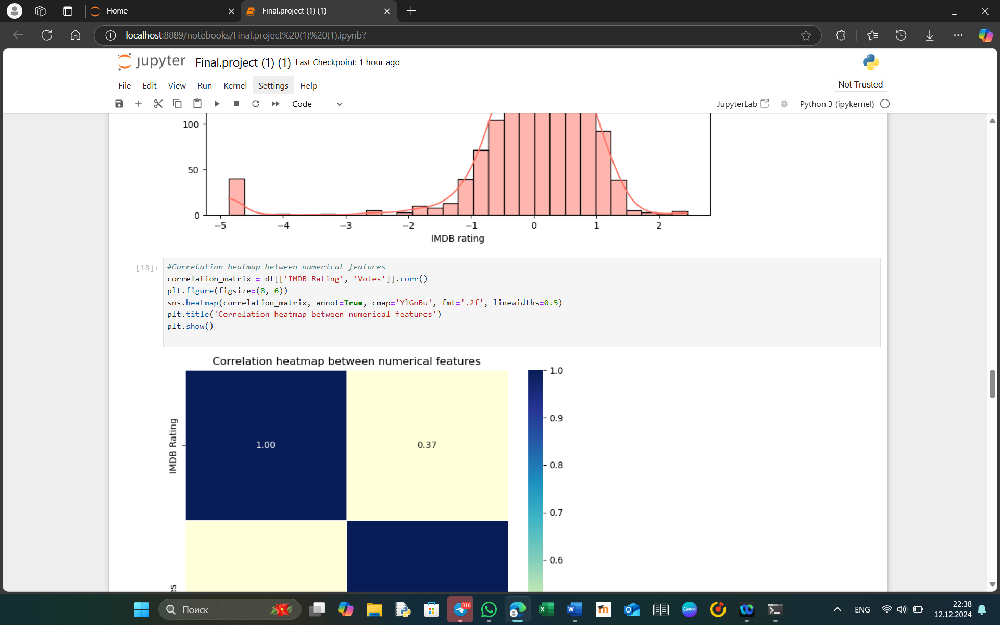 Home
Final.project (1) (1)
localhost:8889/notebooks/Final.project%20(1)%20(1).ipynb?
jupyter Final.project (1) (1) Last Checkpoint: 1 hour ago
File Edit View Run Kernel Settings Help
Not Trusted
Code
JupyterLab
Python 3 (ipykernel)
100
50
0
−5 −4 −3 −2 −1 0 1 2
IMDB rating
[18]:
#Correlation heatmap between numerical features
correlation_matrix = df[['IMDB Rating', 'Votes']].corr()
plt.figure(figsize=(8, 6))
sns.heatmap(correlation_matrix, annot=True, cmap='YlGnBu', fmt='.2f', linewidths=0.5)
plt.title('Correlation heatmap between numerical features')
plt.show()
Correlation heatmap between numerical features
IMDB Rating
1.00 0.37
es
1.0
0.9
0.8
0.7
0.6
Поиск
316
Canva
ENG
22:38
12.12.2024